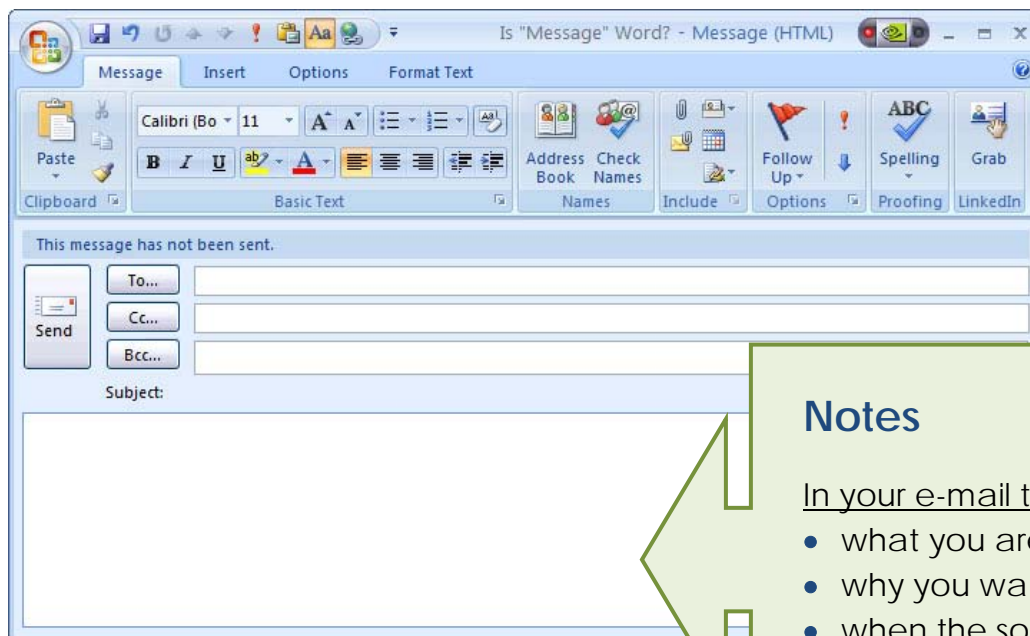 Is "Message" Word? - Message (HTML)
Message Insert Options Format Text
Calibri (Bo 11
Paste
Address Book
Check Names
Follow Up
ABC
Spelling
Grab
Clipboard Basic Text Names Include Options Proofing LinkedIn
This message has not been sent.
To...
Send
Cc...
Bcc...
Subject:
Notes
In your e-mail t
what you are
why you wa
when the so